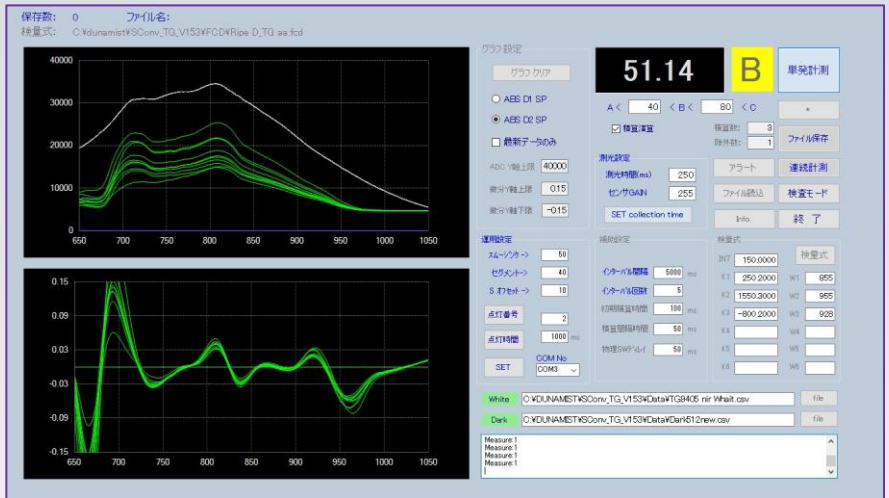 保存数: 0 ファイル名:
検量式: C:¥dunamist¥SConv_TG_V153¥FCD¥Ripe D_TG aa.fcd
40000
30000
20000
10000
0
650 700 750 800 850 900 950 1000 1050
0.15
0.09
0.03
-0.03
-0.09
-0.15
650 700 750 800 850 900 950 1000 1050
グラフ設定
グラフクリア
ABS D1 SP
ABS D2 SP
最新データのみ
ADC Y軸上限 40000
微分Y軸上限 0.15
微分Y軸下限 -0.15
51.14
B
単発計測
A < 40 < B < 80 < C
*
積算演算
積算数: 3
除外数: 1
ファイル保存
測光設定
測光時間(ms) 250
センサGAIN 255
SET collection time
アラート
連続計測
ファイル読込
検査モード
Info.
終 了
運用設定
スムージング-> 50
セグメント-> 40
S オフセット-> 10
点灯番号 2
点灯時間 1000 ms
SET
COM No
COM3
補助設定
インターバル間隔 5000 ms
インターバル回数 5
初期積算時間 100 ms
積算間隔時間 50 ms
物理SWディレイ 50 ms
検量式
INT 150.0000 検量式
K1 250.2000 W1 855
K2 1550.3000 W2 955
K3 -800.2000 W3 928
K4 W4
K5 W5
K6 W6
White C:¥DUNAMIST¥SConv_TG_V153¥Data¥TG9405 nir Whait.csv file
Dark C:¥DUNAMIST¥SConv_TG_V153¥Data¥Dark512new.csv file
Measure:1
Measure:1
Measure:1
Measure:1